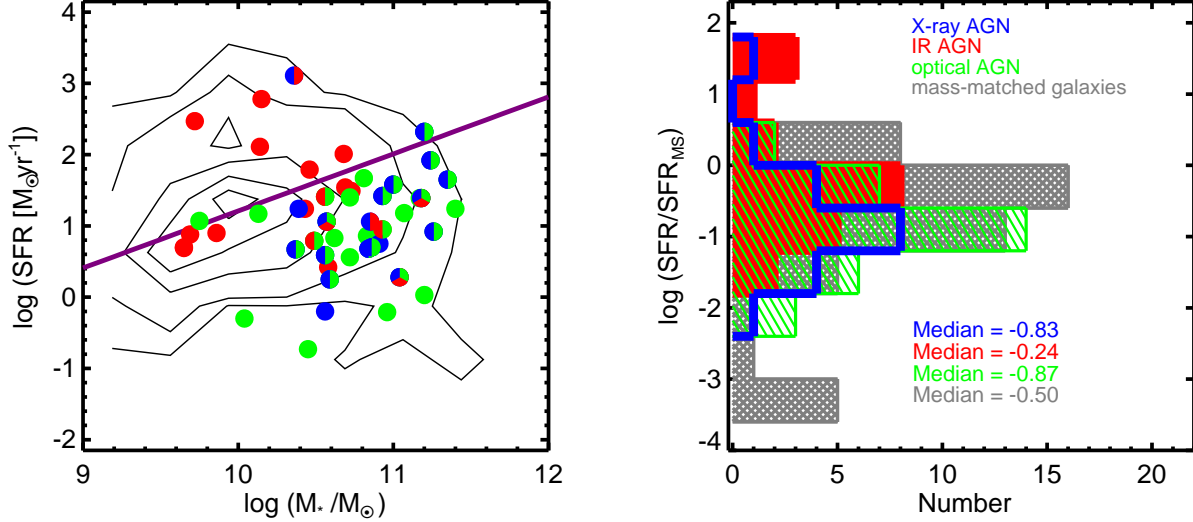 4
3
2
1
0
-1
-2
log (SFR [M⊙yr-1])
9
10
11
12
log (M* /M⊙)
2
1
0
-1
-2
-3
-4
log (SFR/SFRMS)
X-ray AGN
IR AGN
optical AGN
mass-matched galaxies
Median = -0.83
Median = -0.24
Median = -0.87
Median = -0.50
0
5
10
15
20
Number